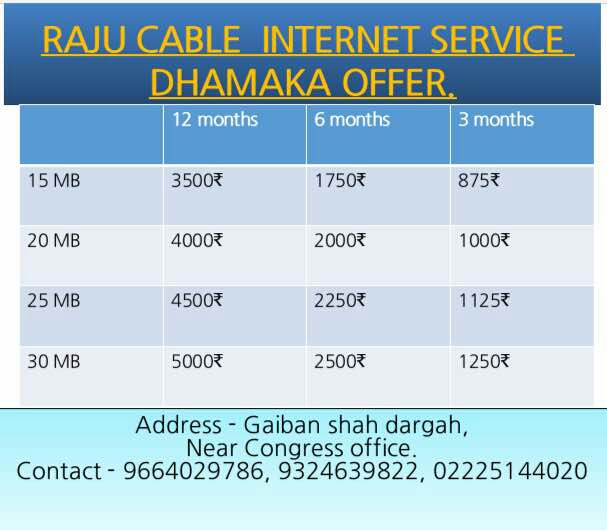 RAJU CABLE INTERNET SERVICE
DHAMAKA OFFER.
12 months 6 months 3 months
15 MB 3500₹ 1750₹ 875₹
20 MB 4000₹ 2000₹ 1000₹
25 MB 4500₹ 2250₹ 1125₹
30 MB 5000₹ 2500₹ 1250₹
Address - Gaiban shah dargah,
Near Congress office.
Contact - 9664029786, 9324639822, 02225144020